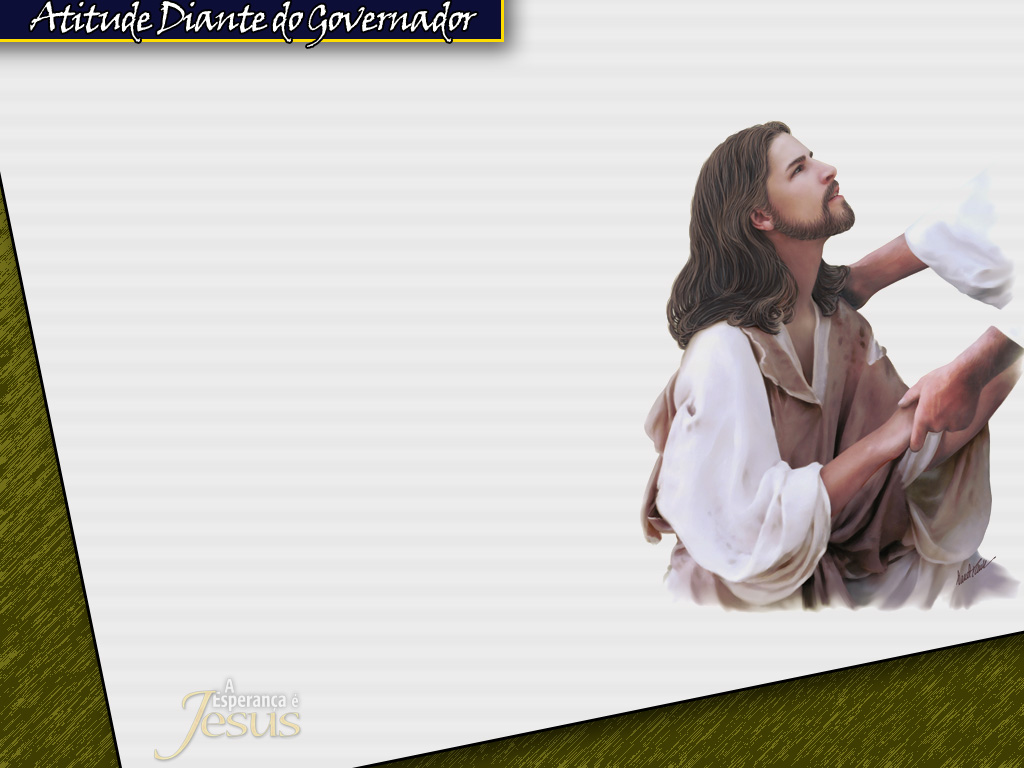 Atitude Diante do Governador
A
Esperança é
Jesus